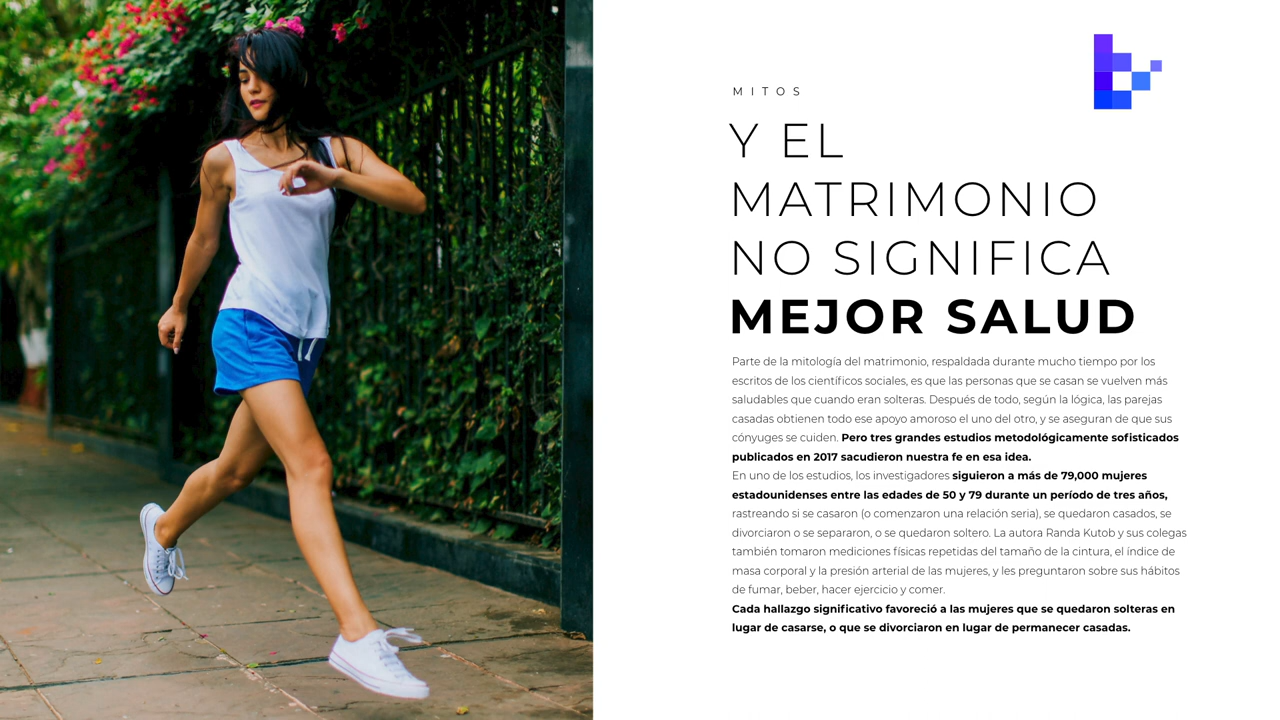 MITOS
Y EL
MATRIMONIO
NO SIGNIFICA
MEJOR SALUD
Parte de la mitología del matrimonio, respaldada durante mucho tiempo por los
escritos de los científicos sociales, es que las personas que se casan se vuelven más
saludables que cuando eran solteras. Después de todo, según la lógica, las parejas
casadas obtienen todo ese apoyo amoroso el uno del otro, y se aseguran de que sus
cónyuges se cuiden. Pero tres grandes estudios metodológicamente sofisticados
publicados en 2017 sacudieron nuestra fe en esa idea.
En uno de los estudios, los investigadores siguieron a más de 79,000 mujeres
estadounidenses entre las edades de 50 y 79 durante un período de tres años,
rastreando si se casaron (o comenzaron una relación seria), se quedaron casados, se
divorciaron o se separaron, o se quedaron soltero. La autora Randa Kutob y sus colegas
también tomaron mediciones físicas repetidas del tamaño de la cintura, el índice de
masa corporal y la presión arterial de las mujeres, y les preguntaron sobre sus hábitos
de fumar, beber, hacer ejercicio y comer.
Cada hallazgo significativo favoreció a las mujeres que se quedaron solteras en
lugar de casarse, o que se divorciaron en lugar de permanecer casadas.